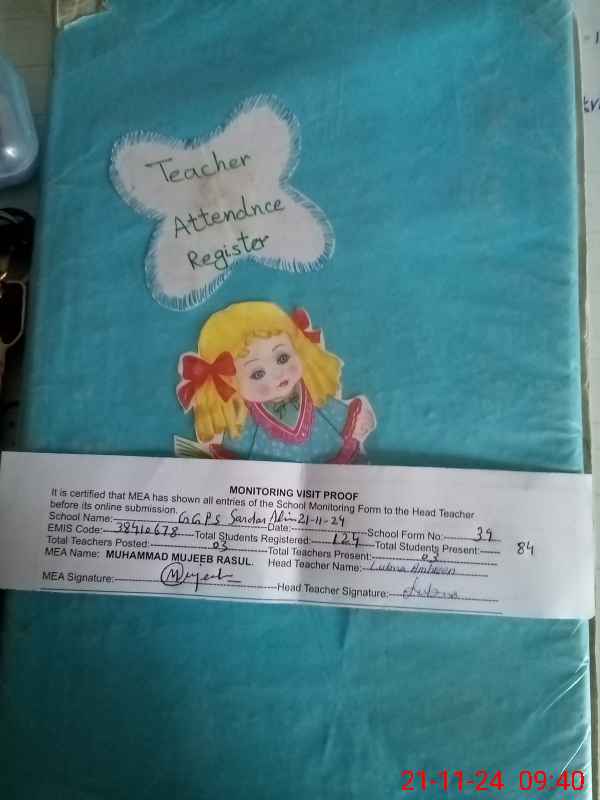 Teacher
Attendnce
Register
MONITORING VISIT PROOF
It is certified that MEA has shown all entries of the School Monitoring Form to the Head Teacher
before its online submission.
School Name: G.G.P.S Sardar Alim Date: 21-11-24 School Form No: 39
EMIS Code: 38410678 Total Students Registered: 124 Total Students Present: 84
Total Teachers Posted: 03 Total Teachers Present: 03
MEA Name: MUHAMMAD MUJEEB RASUL. Head Teacher Name: Lubna Ambreen
MEA Signature: Mujeeb Head Teacher Signature: Lubna
21-11-24 09:40